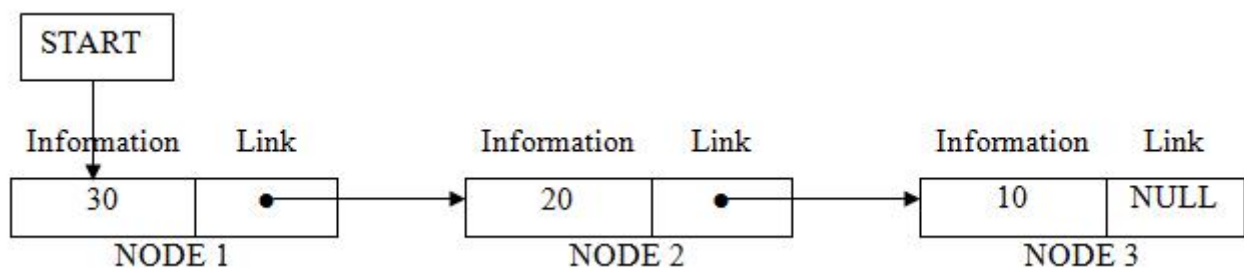 START
Information Link Information Link Information Link
30 20 10 NULL
NODE 1 NODE 2 NODE 3